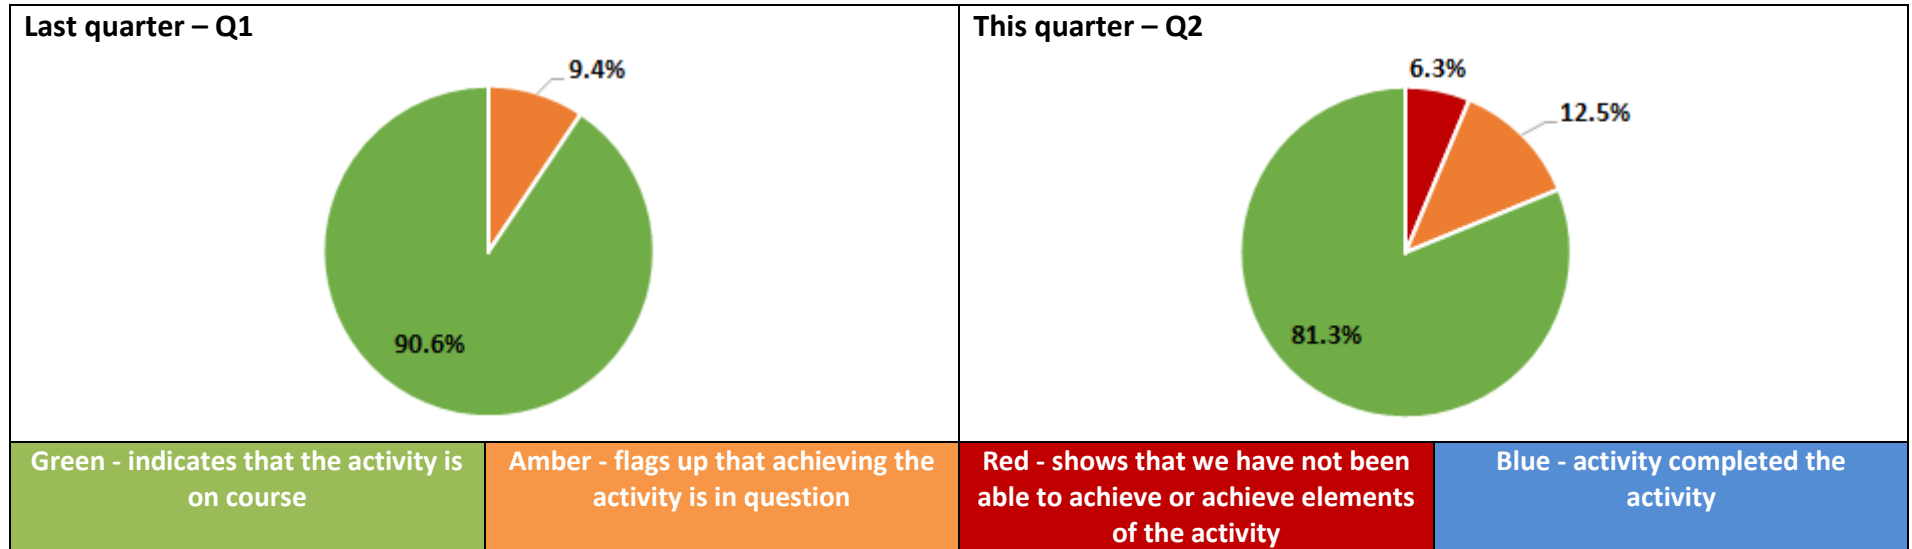 Last quarter – Q1
9.4%
90.6%
This quarter – Q2
6.3%
12.5%
81.3%
Green - indicates that the activity is
on course
Amber - flags up that achieving the
activity is in question
Red - shows that we have not been
able to achieve or achieve elements
of the activity
Blue - activity completed the
activity